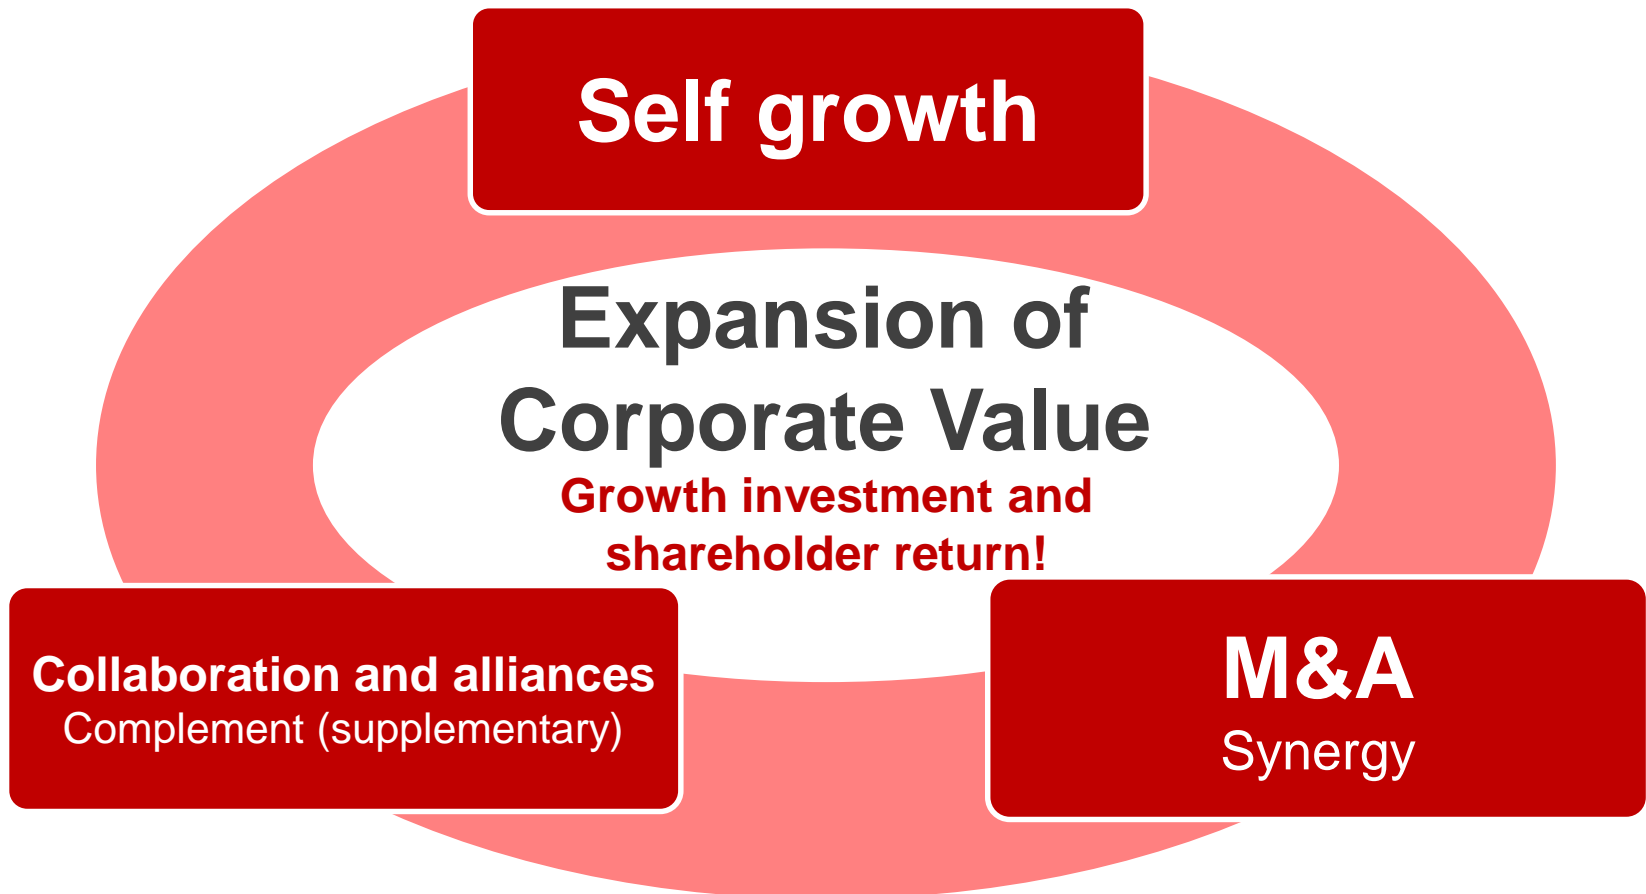 Self growth
Expansion of
Corporate Value
Growth investment and
shareholder return!
Collaboration and alliances
Complement (supplementary)
M&A
Synergy